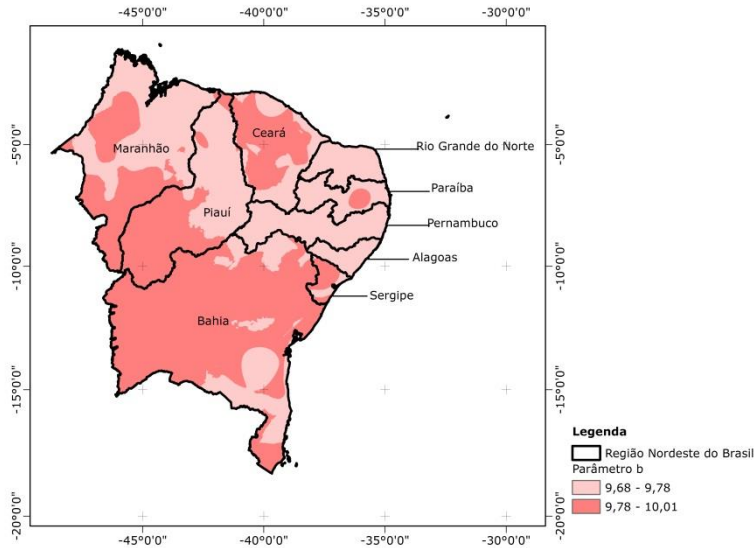 -45°0'0" -40°0'0" -35°0'0" -30°0'0"
-5°0'0" -5°0'0"
Maranhão
Ceará
Rio Grande do Norte
Paraíba
Piauí
Pernambuco
Alagoas
-10°0'0" -10°0'0"
Sergipe
Bahia
-15°0'0" -15°0'0"
Legenda
Região Nordeste do Brasil
Parâmetro b
9,68 - 9,78
9,78 - 10,01
-20°0'0" -20°0'0"
-45°0'0" -40°0'0" -35°0'0" -30°0'0"